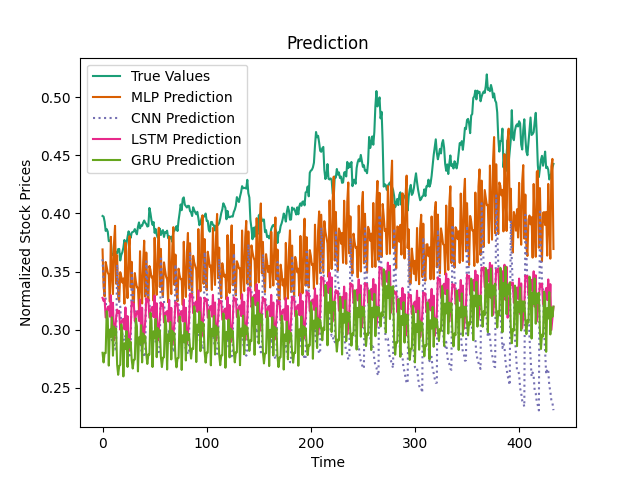 Prediction
True Values
MLP Prediction
CNN Prediction
LSTM Prediction
GRU Prediction
Normalized Stock Prices
0.50
0.45
0.40
0.35
0.30
0.25
0
100
200
300
400
Time